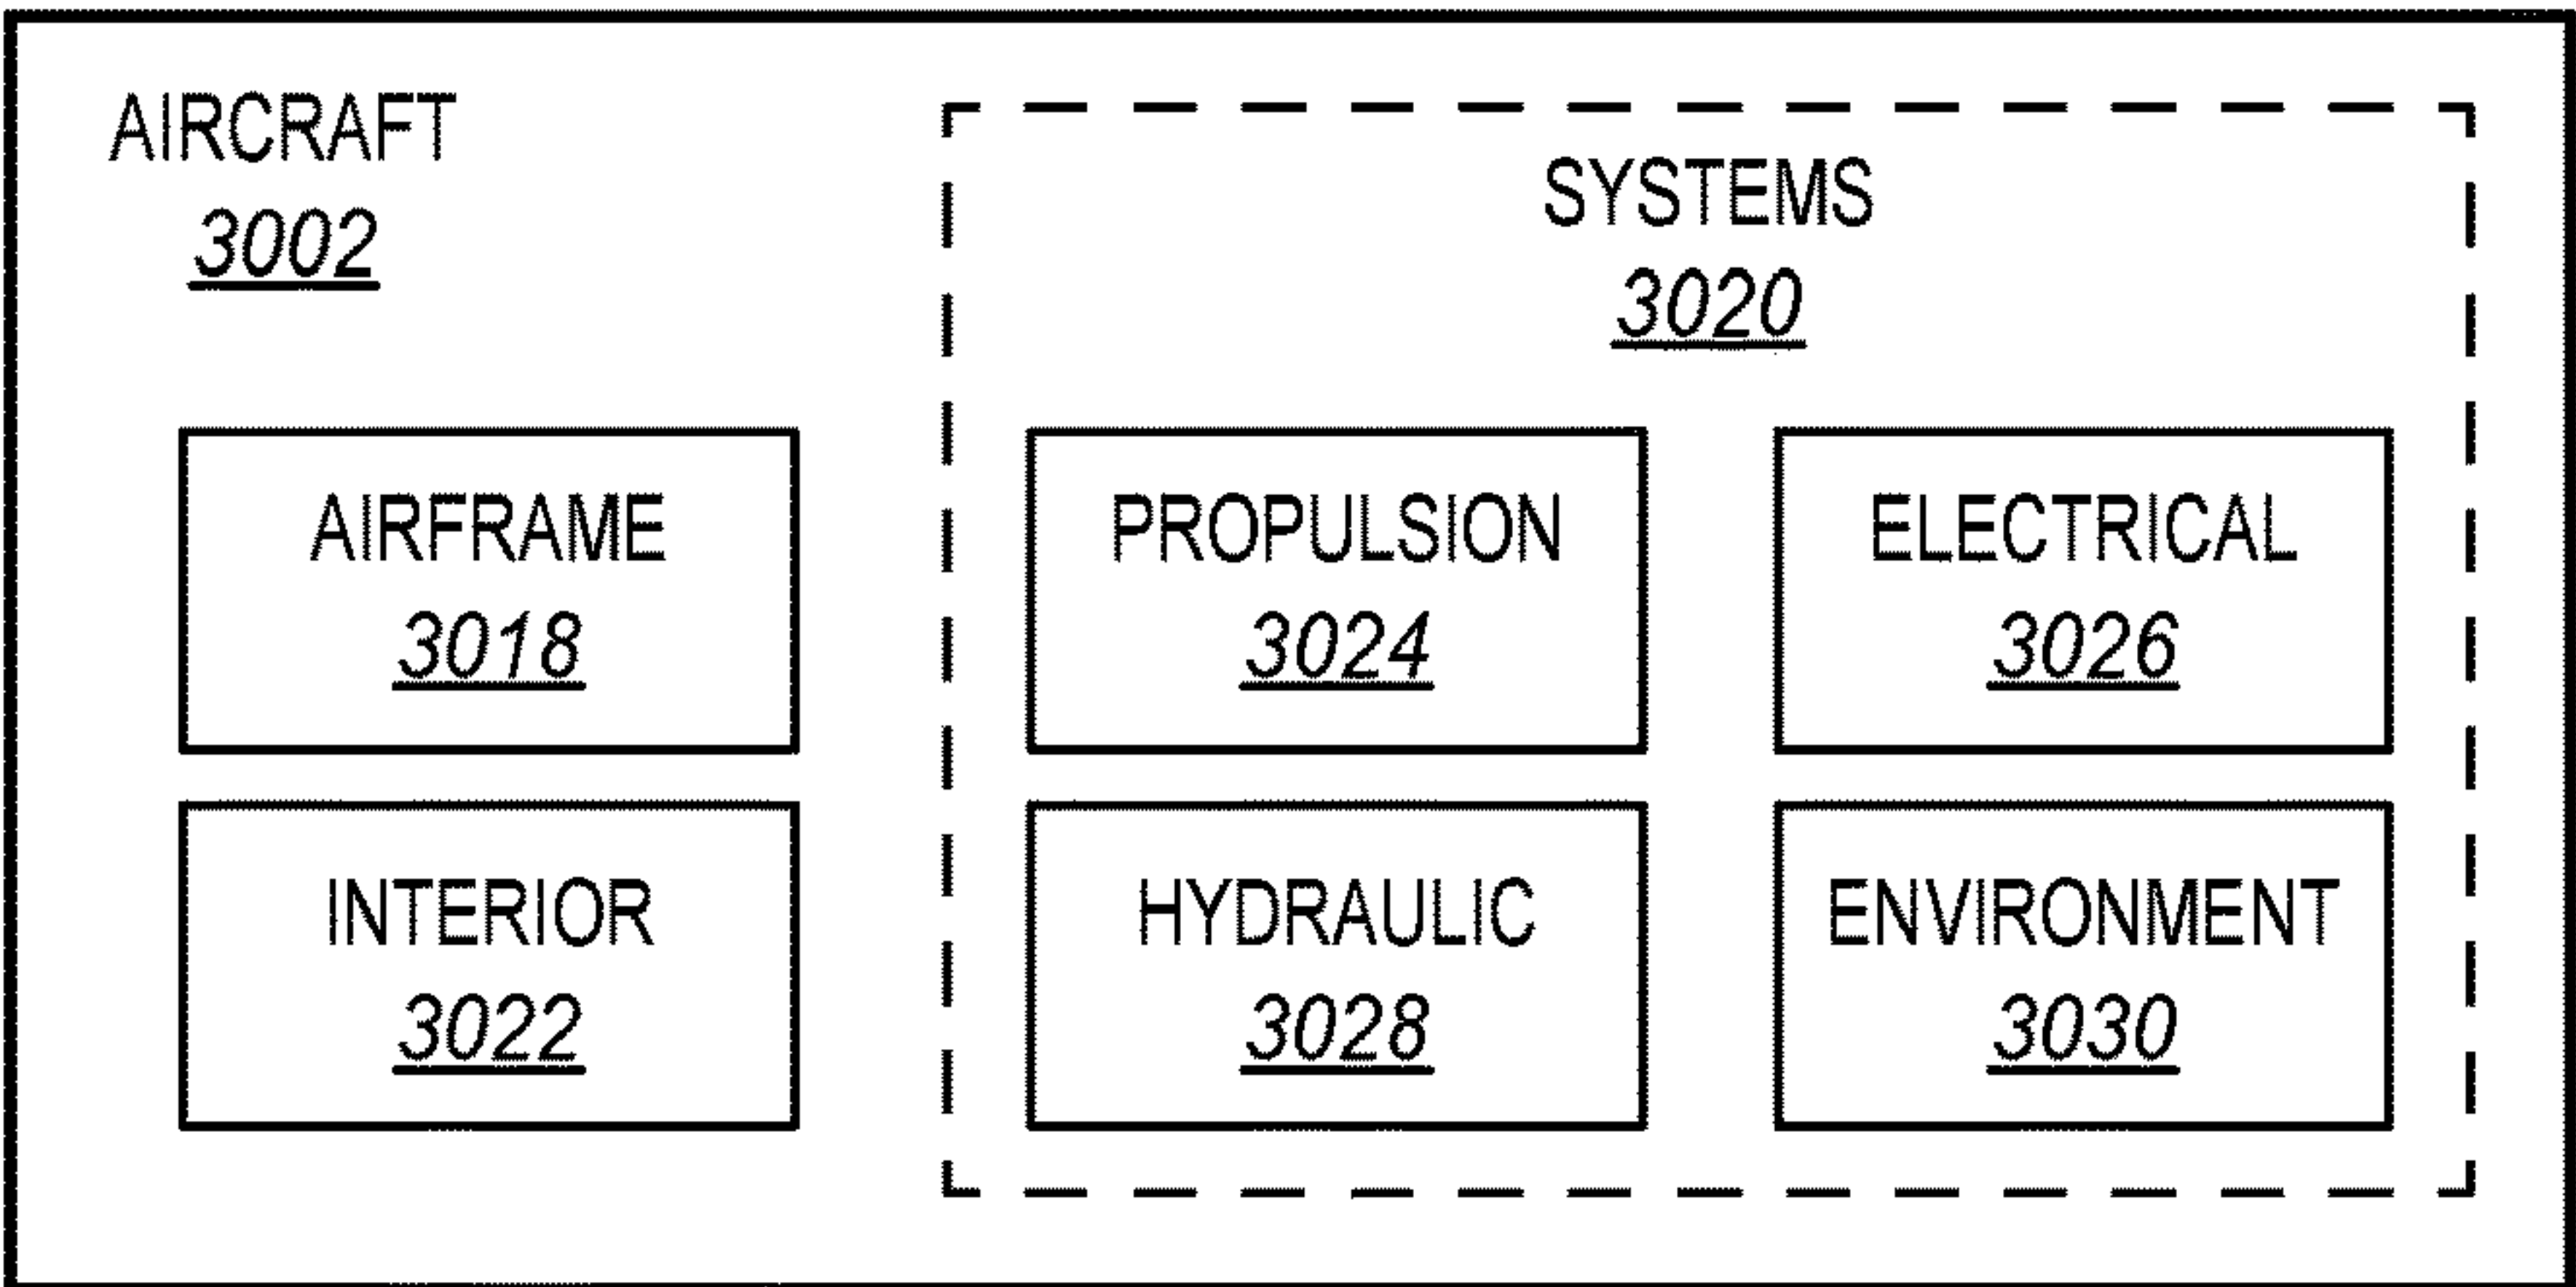 AIRCRAFT
3002
SYSTEMS
3020
AIRFRAME
3018
PROPULSION
3024
ELECTRICAL
3026
INTERIOR
3022
HYDRAULIC
3028
ENVIRONMENT
3030